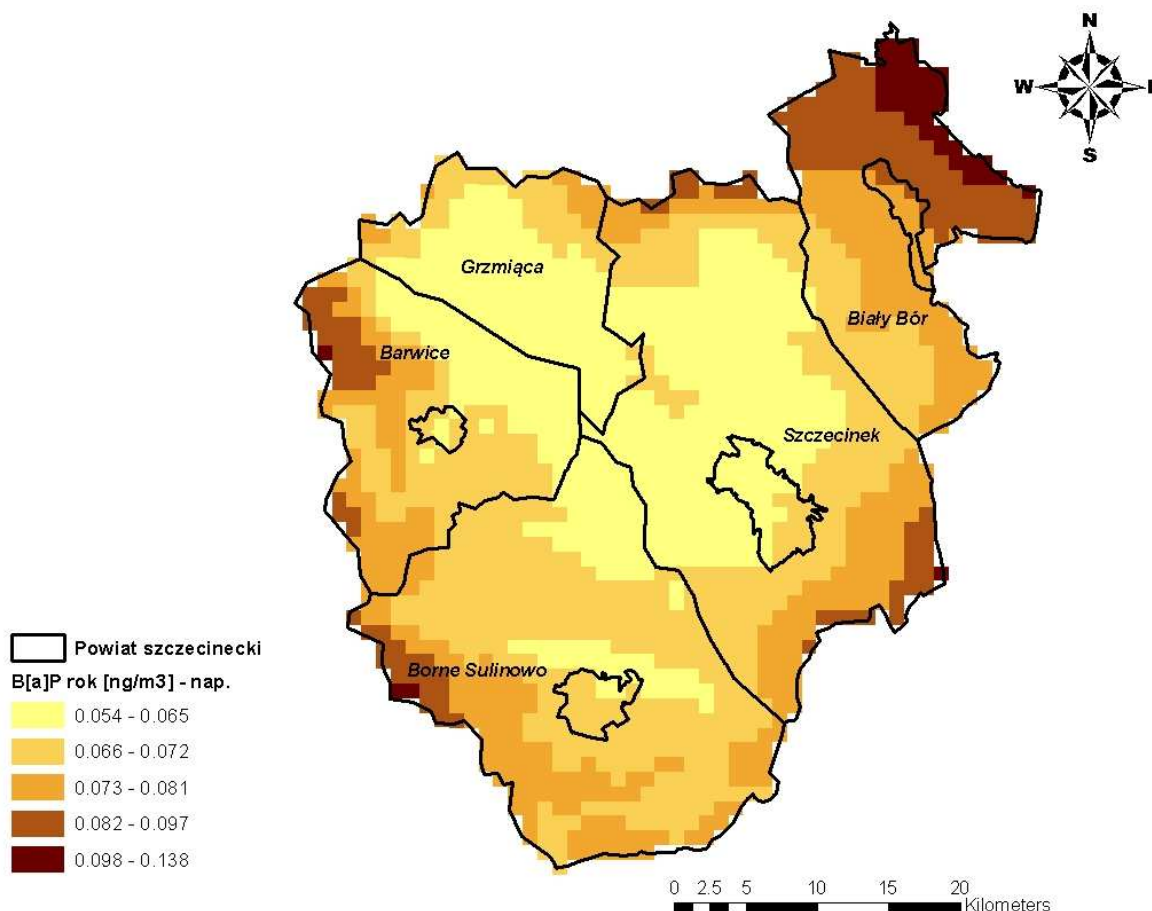 N
W
S
Grzmiąca
Biały Bór
Barwice
Szczecinek
Borne Sulinowo
Powiat szczecinecki
B[a]P rok [ng/m3] - nap.
0.054 - 0.065
0.066 - 0.072
0.073 - 0.081
0.082 - 0.097
0.098 - 0.138
0 2.5 5 10 15 20
Kilometers